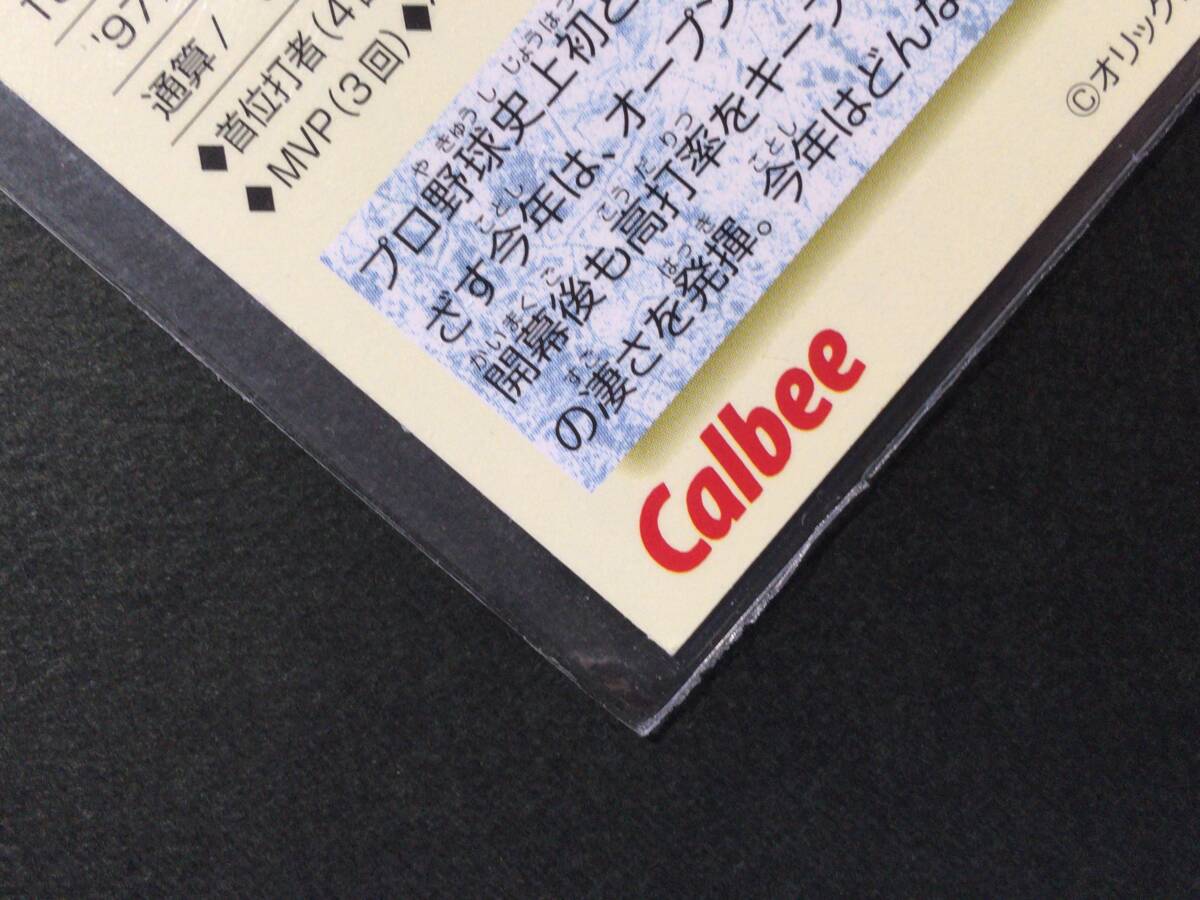 '97
通算/
◆首位打者(4
◆MVP(3回)◆
プロ野球史上初と
ざす今年は、オープン
開幕後も高打率をキープ
の凄さを発揮。今年はどんな
Calbee
©オリック